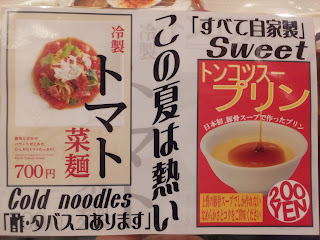 この夏は熱い
冷製
トマト
菜麺
700円
Cold noodles
「酢・タバスコあります」
「すべて自家製」
Sweet
トンコツスー
プリン
日本初、豚骨スープで作ったプリン
200
YEN